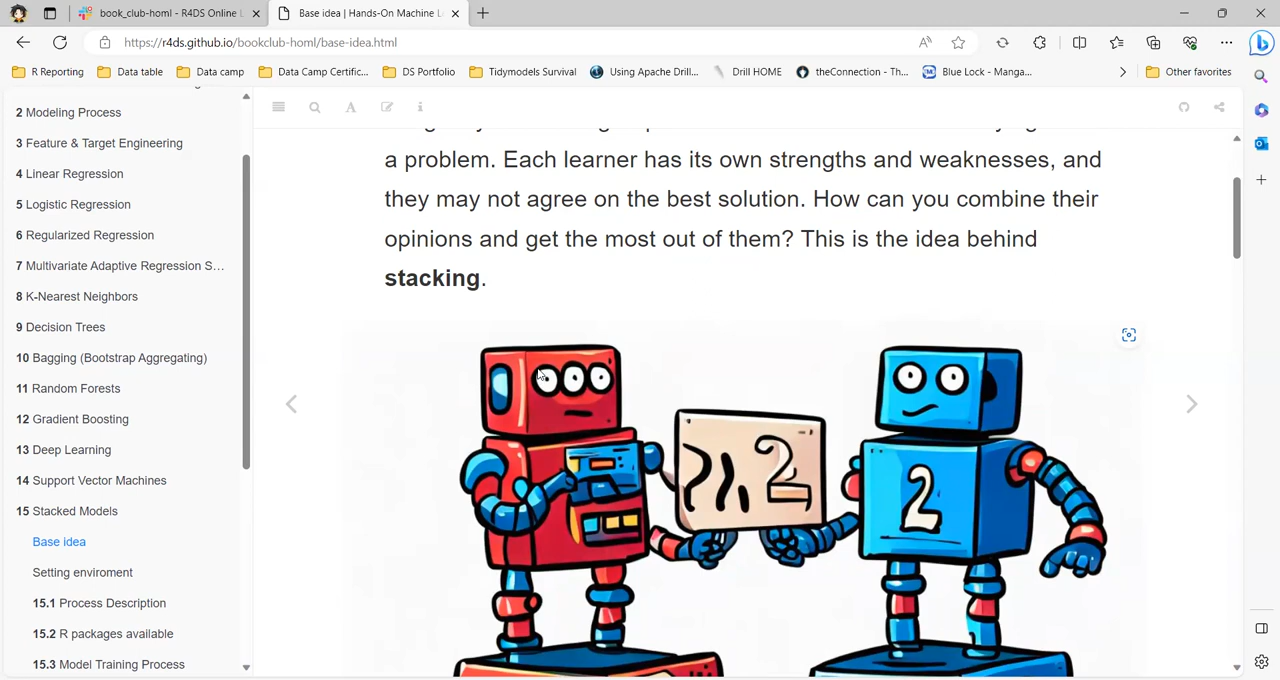 book_club-homl - R4DS Online L
Base idea | Hands-On Machine L
https://r4ds.github.io/bookclub-homl/base-idea.html
R Reporting
Data table
Data camp
Data Camp Certific...
DS Portfolio
Tidymodels Survival
Using Apache Drill...
Drill HOME
theConnection - Th...
Blue Lock - Manga...
Other favorites
2 Modeling Process
3 Feature & Target Engineering
4 Linear Regression
5 Logistic Regression
6 Regularized Regression
7 Multivariate Adaptive Regression S...
8 K-Nearest Neighbors
9 Decision Trees
10 Bagging (Bootstrap Aggregating)
11 Random Forests
12 Gradient Boosting
13 Deep Learning
14 Support Vector Machines
15 Stacked Models
Base idea
Setting enviroment
15.1 Process Description
15.2 R packages available
15.3 Model Training Process
a problem. Each learner has its own strengths and weaknesses, and
they may not agree on the best solution. How can you combine their
opinions and get the most out of them? This is the idea behind
stacking.
2
2